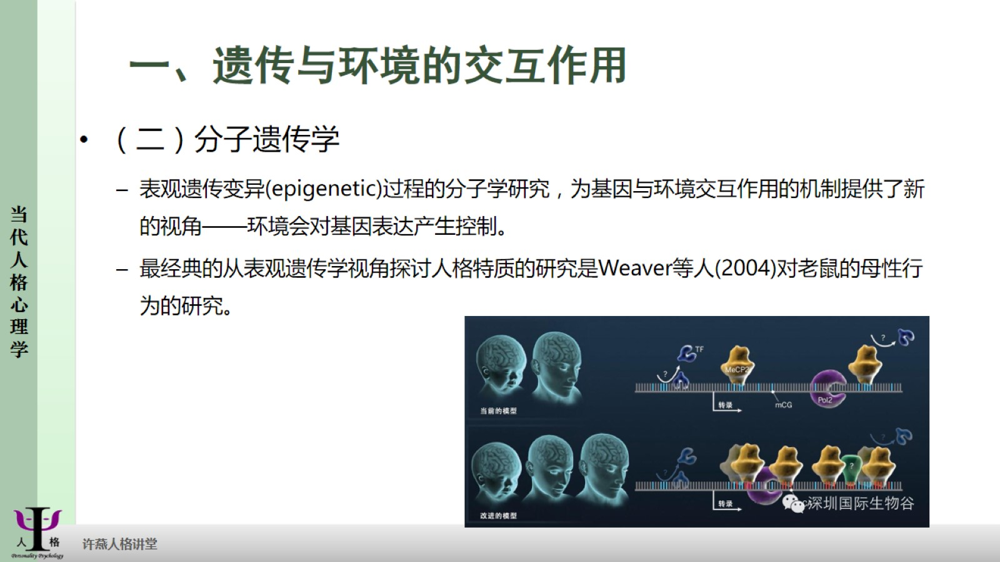 一、遗传与环境的交互作用
• （二）分子遗传学
– 表观遗传变异(epigenetic)过程的分子学研究，为基因与环境交互作用的机制提供了新
的视角——环境会对基因表达产生控制。
– 最经典的从表观遗传学视角探讨人格特质的研究是Weaver等人(2004)对老鼠的母性行
为的研究。
当代人格心理学
当前的模型
?
TF
MeCP2
转录
mCG
Pol2
?
改进的模型
?
转录
?
?
深圳国际生物谷
人格
Personality Psychology
许燕人格讲堂